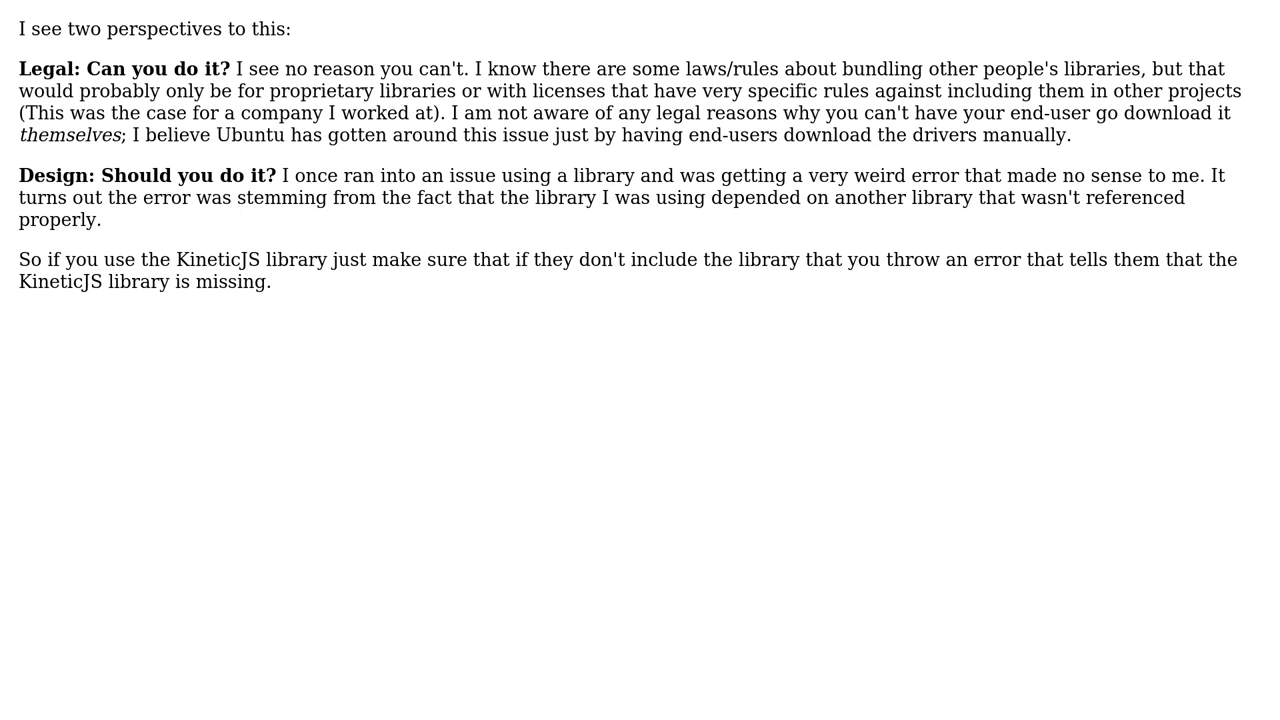 I see two perspectives to this:
Legal: Can you do it? I see no reason you can't. I know there are some laws/rules about bundling other people's libraries, but that
would probably only be for proprietary libraries or with licenses that have very specific rules against including them in other projects
(This was the case for a company I worked at). I am not aware of any legal reasons why you can't have your end-user go download it
themselves; I believe Ubuntu has gotten around this issue just by having end-users download the drivers manually.
Design: Should you do it? I once ran into an issue using a library and was getting a very weird error that made no sense to me. It
turns out the error was stemming from the fact that the library I was using depended on another library that wasn't referenced
properly.
So if you use the KineticJS library just make sure that if they don't include the library that you throw an error that tells them that the
KineticJS library is missing.